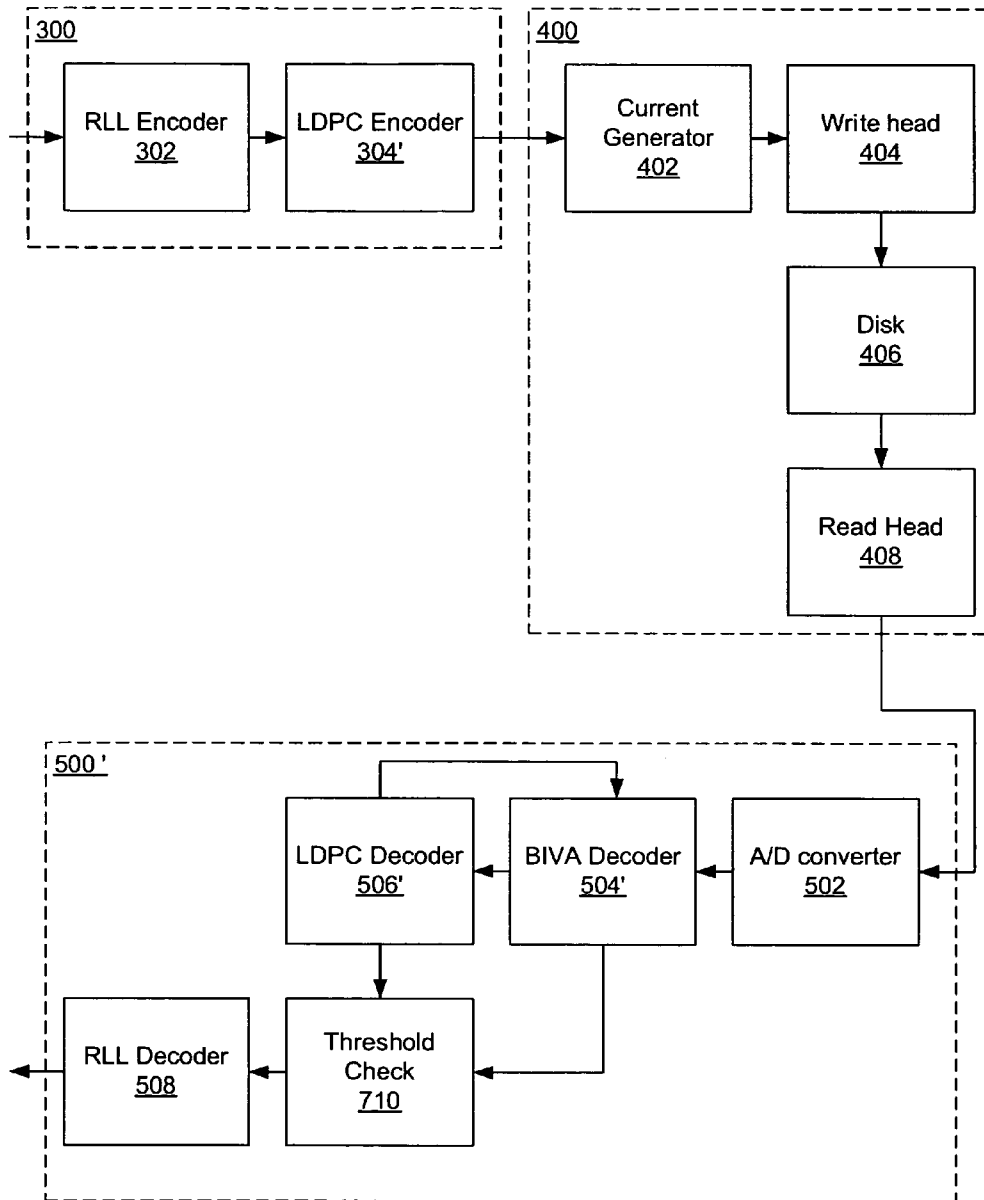 300
RLL Encoder
302
LDPC Encoder
304'
400
Current
Generator
402
Write head
404
Disk
406
Read Head
408
500 '
LDPC Decoder
506'
BIVA Decoder
504'
A/D converter
502
RLL Decoder
508
Threshold
Check
710